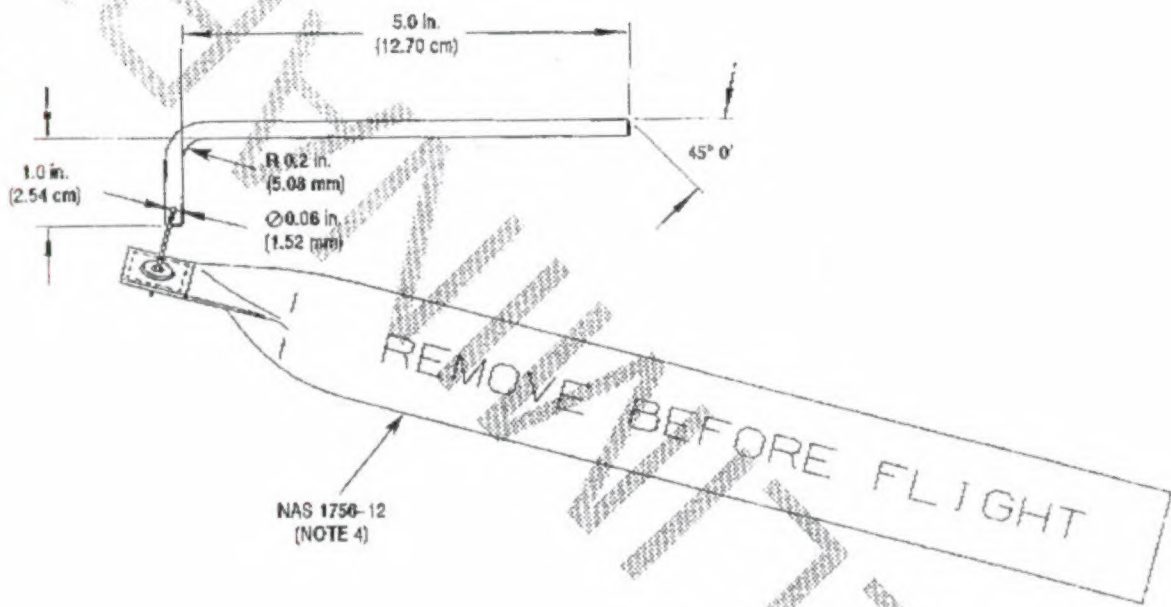 5.0 in.
(12.70 cm)
45° 0'
1.0 in.
(2.54 cm)
R 0.2 in.
(5.08 mm)
∅0.06 in.
(1.52 mm)
REMOVE BEFORE FLIGHT
NAS 1756-12
(NOTE 4)